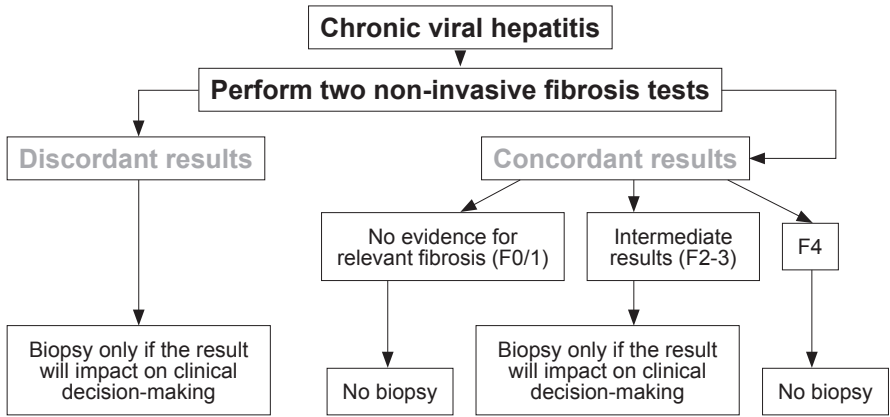 Chronic viral hepatitis
Perform two non-invasive fibrosis tests
Discordant results
Concordant results
No evidence for
relevant fibrosis (F0/1)
Intermediate
results (F2-3)
F4
Biopsy only if the result
will impact on clinical
decision-making
No biopsy
Biopsy only if the result
will impact on clinical
decision-making
No biopsy